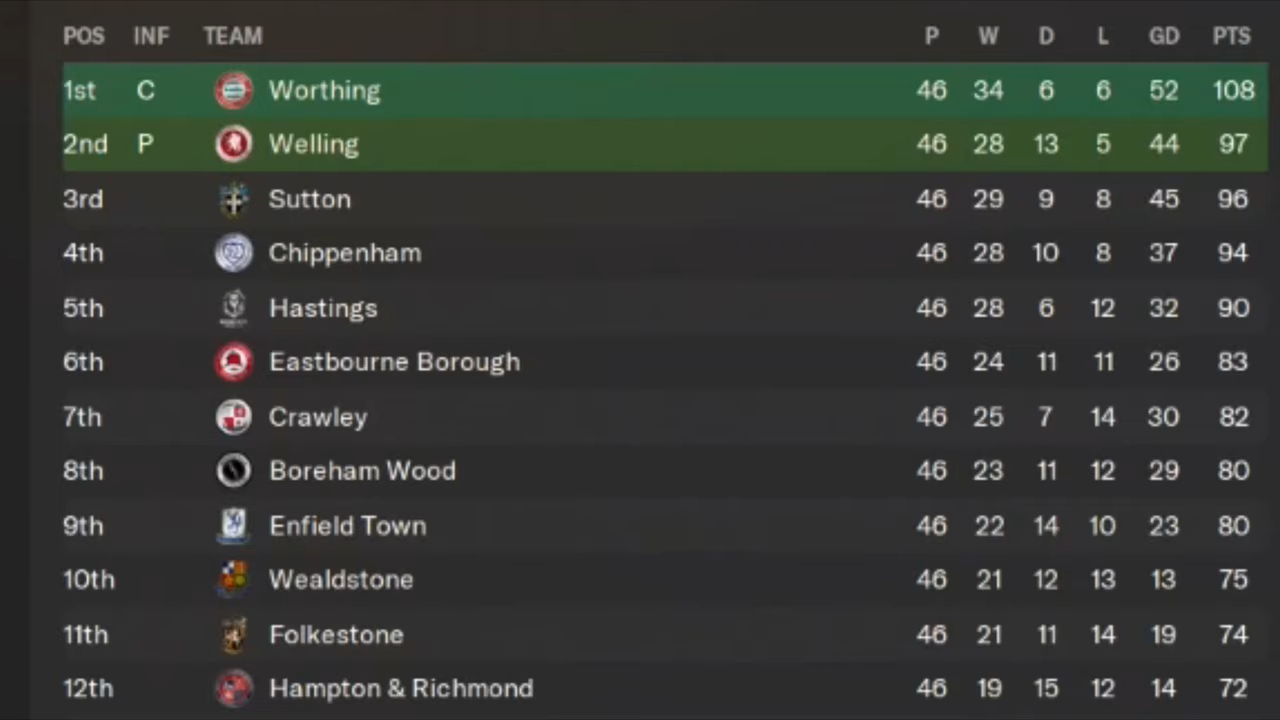 POS INF TEAM P W D L GD PTS
1st C Worthing 46 34 6 6 52 108
2nd P Welling 46 28 13 5 44 97
3rd Sutton 46 29 9 8 45 96
4th Chippenham 46 28 10 8 37 94
5th Hastings 46 28 6 12 32 90
6th Eastbourne Borough 46 24 11 11 26 83
7th Crawley 46 25 7 14 30 82
8th Boreham Wood 46 23 11 12 29 80
9th Enfield Town 46 22 14 10 23 80
10th Wealdstone 46 21 12 13 13 75
11th Folkestone 46 21 11 14 19 74
12th Hampton & Richmond 46 19 15 12 14 72